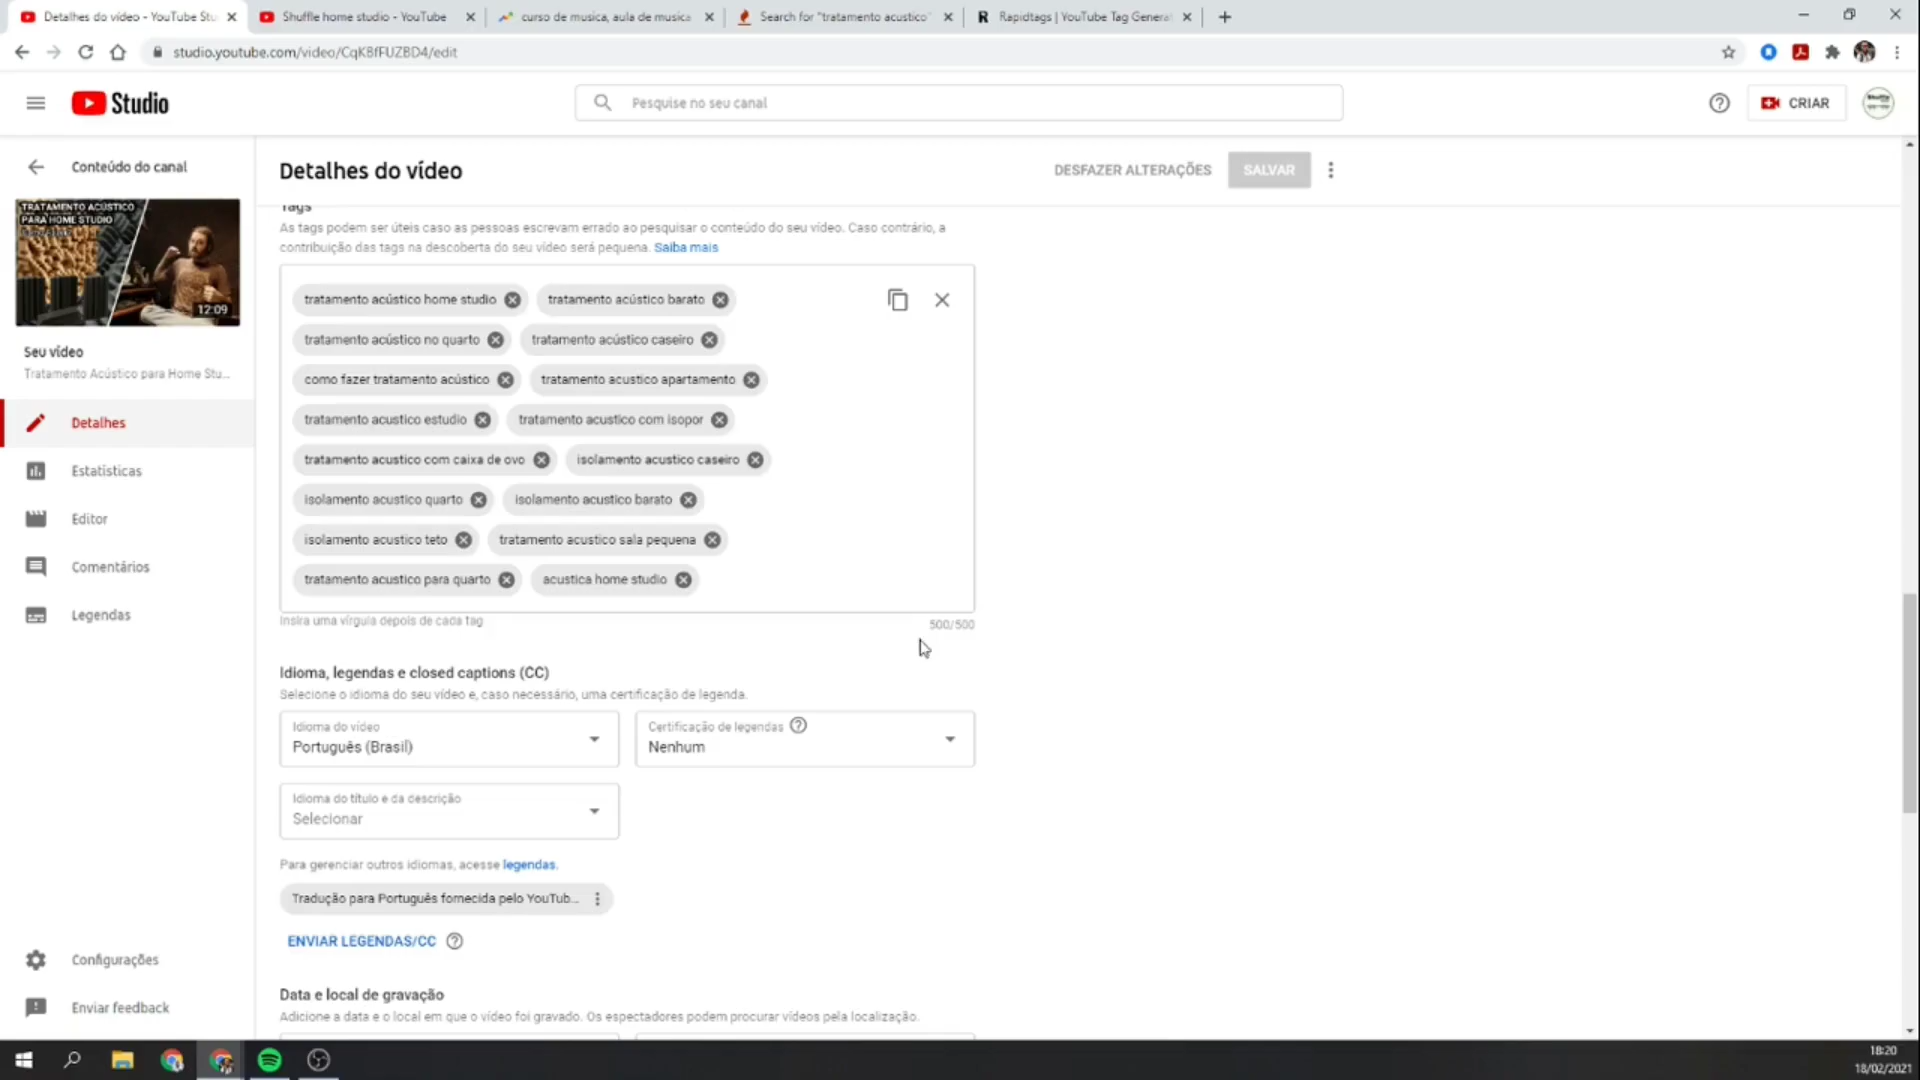 Detalhes do vídeo - YouTube Stu
Shuffle home studio - YouTube
curso de musica, aula de musica
Search for "tratamento acustico"
Rapidtags | YouTube Tag Generat
studio.youtube.com/video/CqK8fFUZBD4/edit
Studio
Pesquise no seu canal
CRIAR
Conteúdo do canal
Detalhes do vídeo
DESFAZER ALTERAÇÕES
SALVAR
TRATAMENTO ACÚSTICO
PARA HOME STUDIO
12:09
Seu vídeo
Tratamento Acústico para Home Stu...
Detalhes
Estatísticas
Editor
Comentários
Legendas
Configurações
Enviar feedback
Tags
As tags podem ser úteis caso as pessoas escrevam errado ao pesquisar o conteúdo do seu vídeo. Caso contrário, a
contribuição das tags na descoberta do seu vídeo será pequena. Saiba mais
tratamento acústico home studio
tratamento acústico barato
tratamento acústico no quarto
tratamento acústico caseiro
como fazer tratamento acústico
tratamento acustico apartamento
tratamento acustico estudio
tratamento acustico com isopor
tratamento acustico com caixa de ovo
isolamento acustico caseiro
isolamento acustico quarto
isolamento acustico barato
isolamento acustico teto
tratamento acustico sala pequena
tratamento acustico para quarto
acustica home studio
Insira uma vírgula depois de cada tag
500/500
Idioma, legendas e closed captions (CC)
Selecione o idioma do seu vídeo e, caso necessário, uma certificação de legenda.
Idioma do vídeo
Português (Brasil)
Certificação de legendas
Nenhum
Idioma do título e da descrição
Selecionar
Para gerenciar outros idiomas, acesse legendas.
Tradução para Português fornecida pelo YouTub...
ENVIAR LEGENDAS/CC
Data e local de gravação
Adicione a data e o local em que o vídeo foi gravado. Os espectadores podem procurar vídeos pela localização.
18:20
18/02/2021